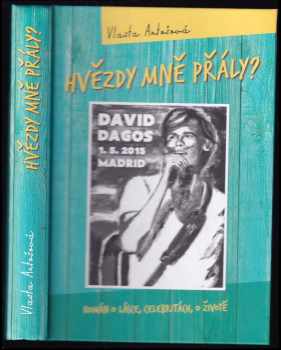 Vlasta Antošová
HVĚZDY MNĚ PŘÁLY?
DAVID
DAGOS
1. 5. 2015
MADRID
ROMÁN O LÁSCE, CELEBRITÁCH, O ŽIVOTĚ
HVĚZDY MNĚ PŘÁLY?
Vlasta Antošová